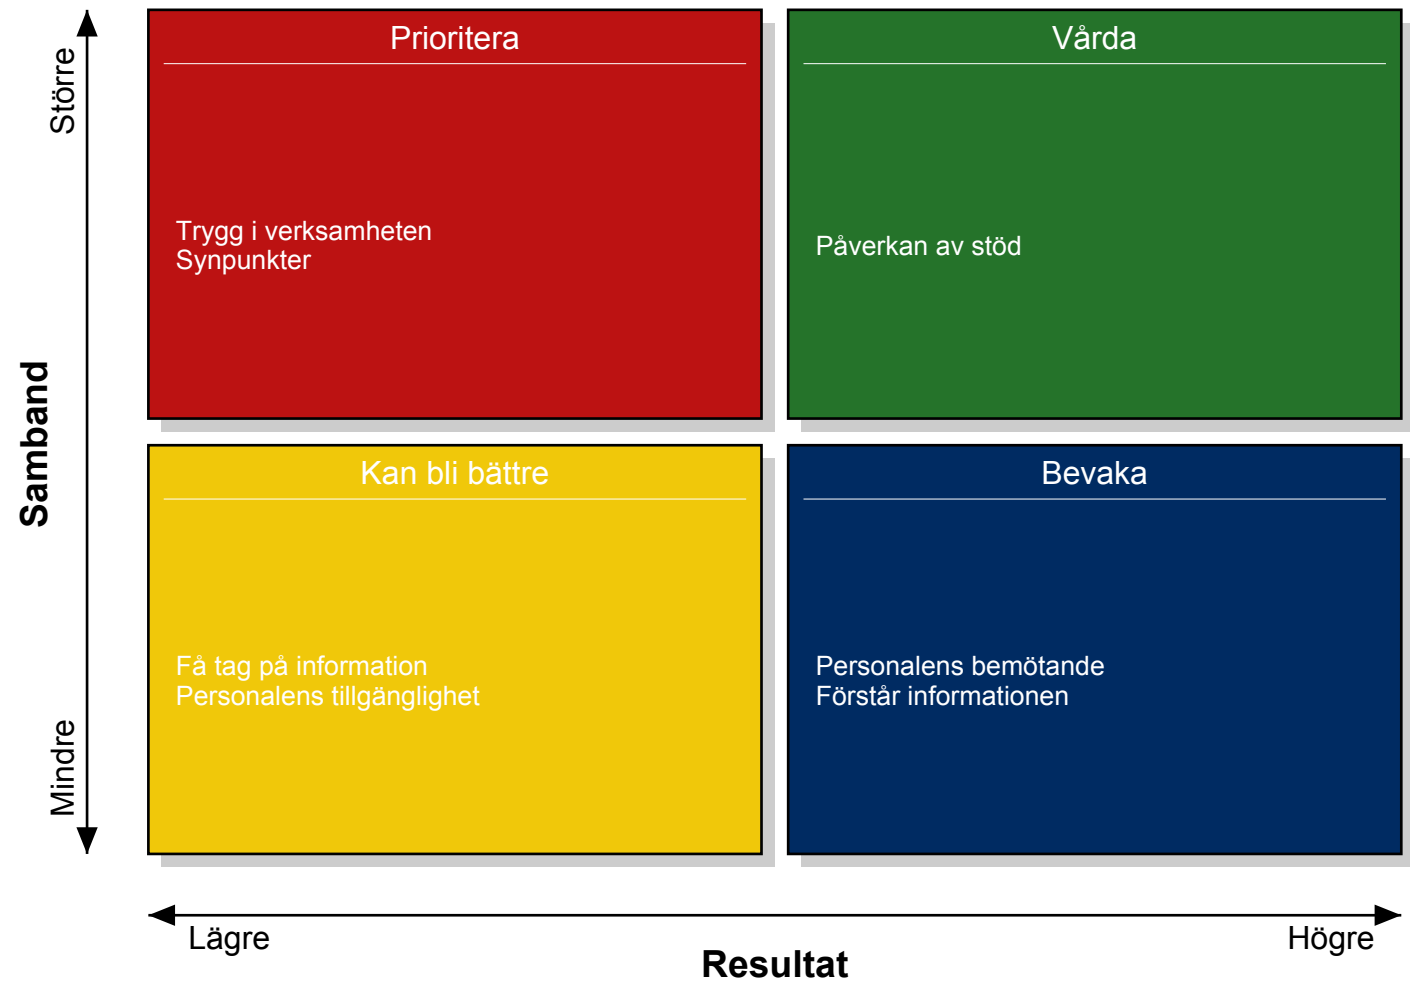 Större
Samband
Mindre
Prioritera
Trygg i verksamheten
Synpunkter
Vårda
Påverkan av stöd
Kan bli bättre
Få tag på information
Personalens tillgänglighet
Bevaka
Personalens bemötande
Förstår informationen
Lägre
Högre
Resultat